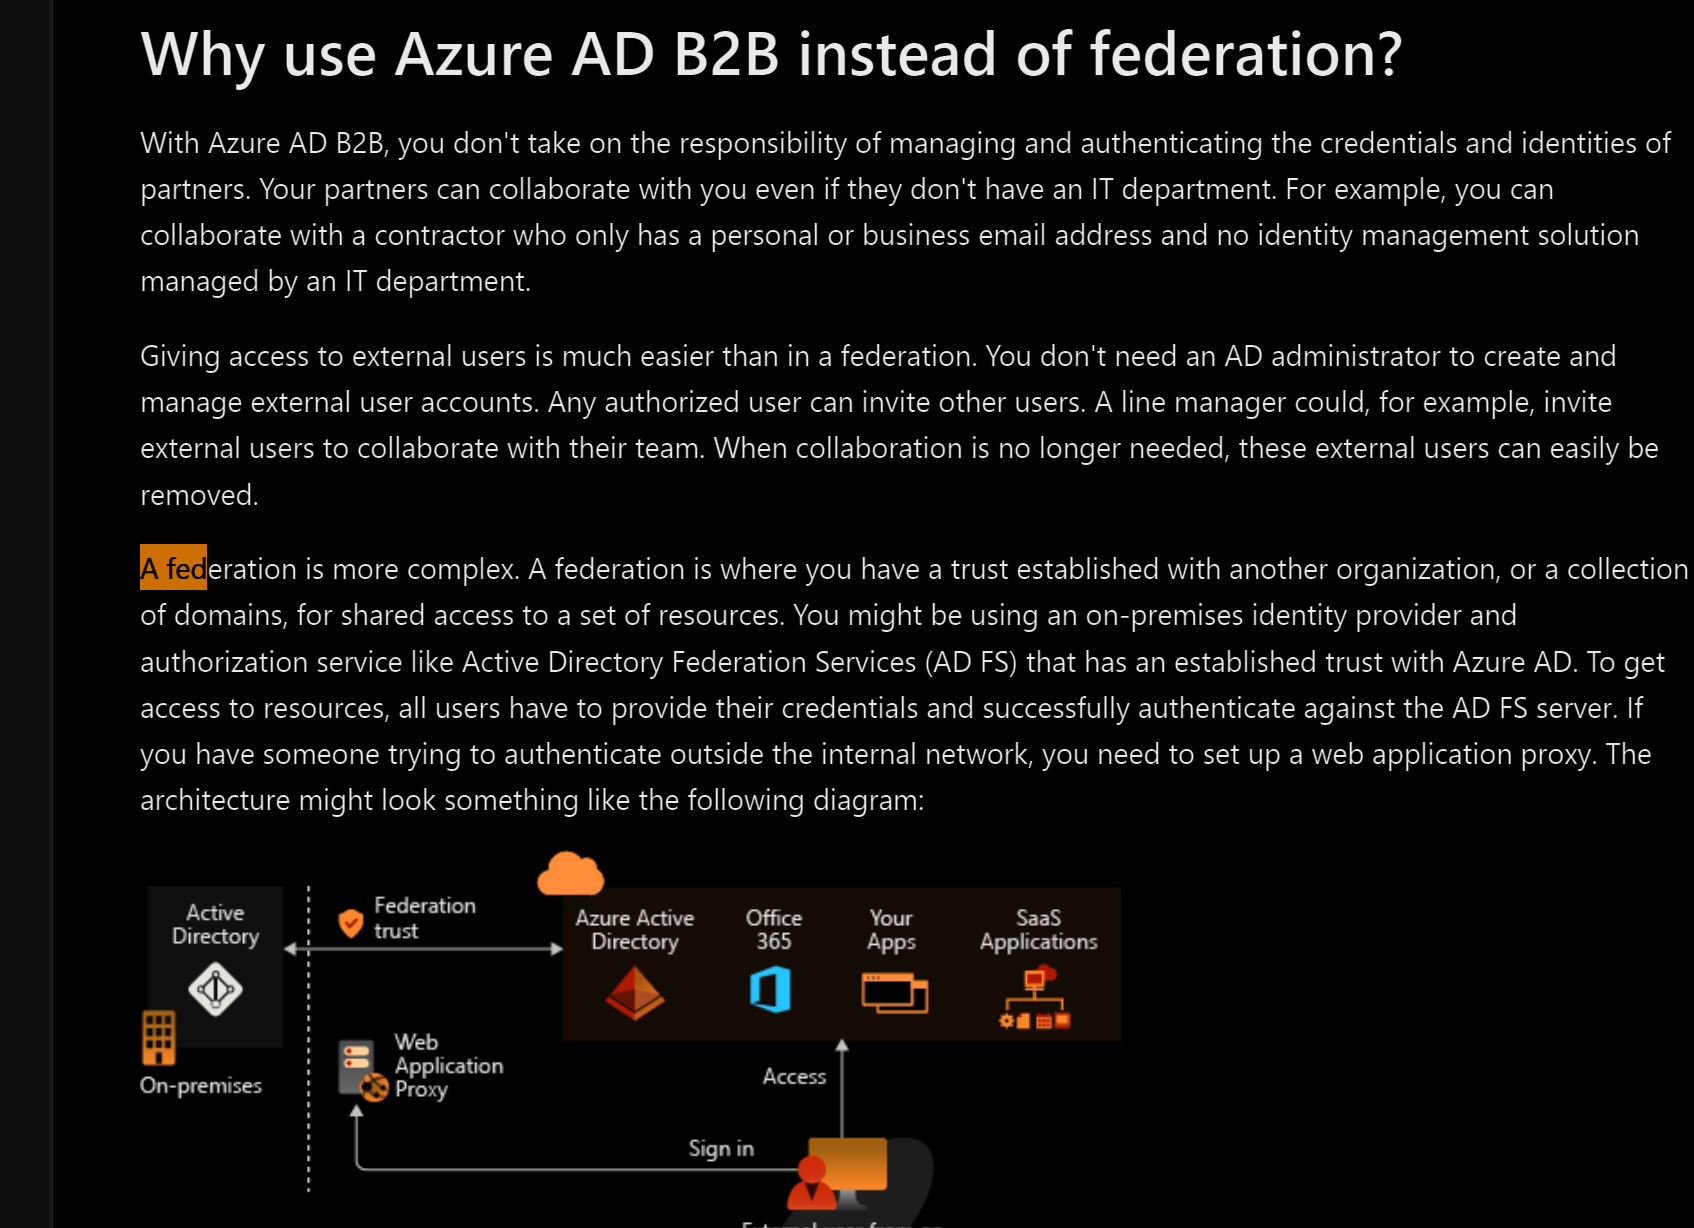 Why use Azure AD B2B instead of federation?
With Azure AD B2B, you don't take on the responsibility of managing and authenticating the credentials and identities of
partners. Your partners can collaborate with you even if they don't have an IT department. For example, you can
collaborate with a contractor who only has a personal or business email address and no identity management solution
managed by an IT department.
Giving access to external users is much easier than in a federation. You don't need an AD administrator to create and
manage external user accounts. Any authorized user can invite other users. A line manager could, for example, invite
external users to collaborate with their team. When collaboration is no longer needed, these external users can easily be
removed.
A federation is more complex. A federation is where you have a trust established with another organization, or a collection
of domains, for shared access to a set of resources. You might be using an on-premises identity provider and
authorization service like Active Directory Federation Services (AD FS) that has an established trust with Azure AD. To get
access to resources, all users have to provide their credentials and successfully authenticate against the AD FS server. If
you have someone trying to authenticate outside the internal network, you need to set up a web application proxy. The
architecture might look something like the following diagram:
Active
Directory
On-premises
Federation
trust
Azure Active
Directory
Office
365
Your
Apps
SaaS
Applications
Web
Application
Proxy
Access
Sign in